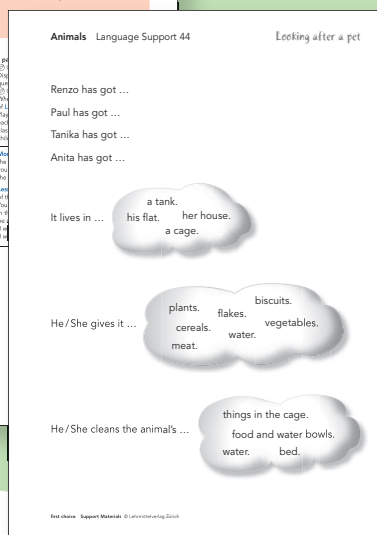 Animals Language Support 44
Looking after a pet
Renzo has got …
Paul has got …
Tanika has got …
Anita has got …
It lives in …
a tank.
his flat. her house.
a cage.
He/She gives it …
plants. biscuits.
flakes.
cereals. vegetables.
water.
meat.
He/She cleans the animal's …
things in the cage.
food and water bowls.
water. bed.
First choice Support Materials © Lehrmittelverlag Zürich